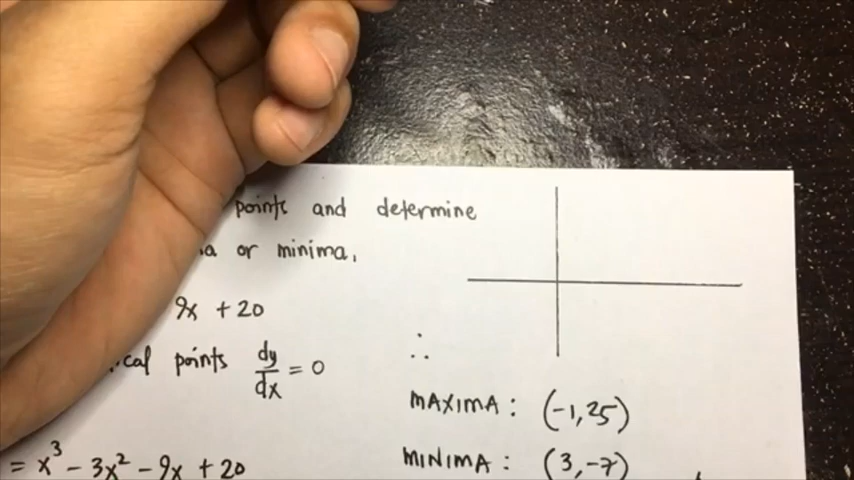 points and determine
or minima,
9x + 20
points dy/dx = 0
∴
MAXIMA : (-1,25)
= x³ - 3x² - 9x + 20
MINIMA : (3,-7)